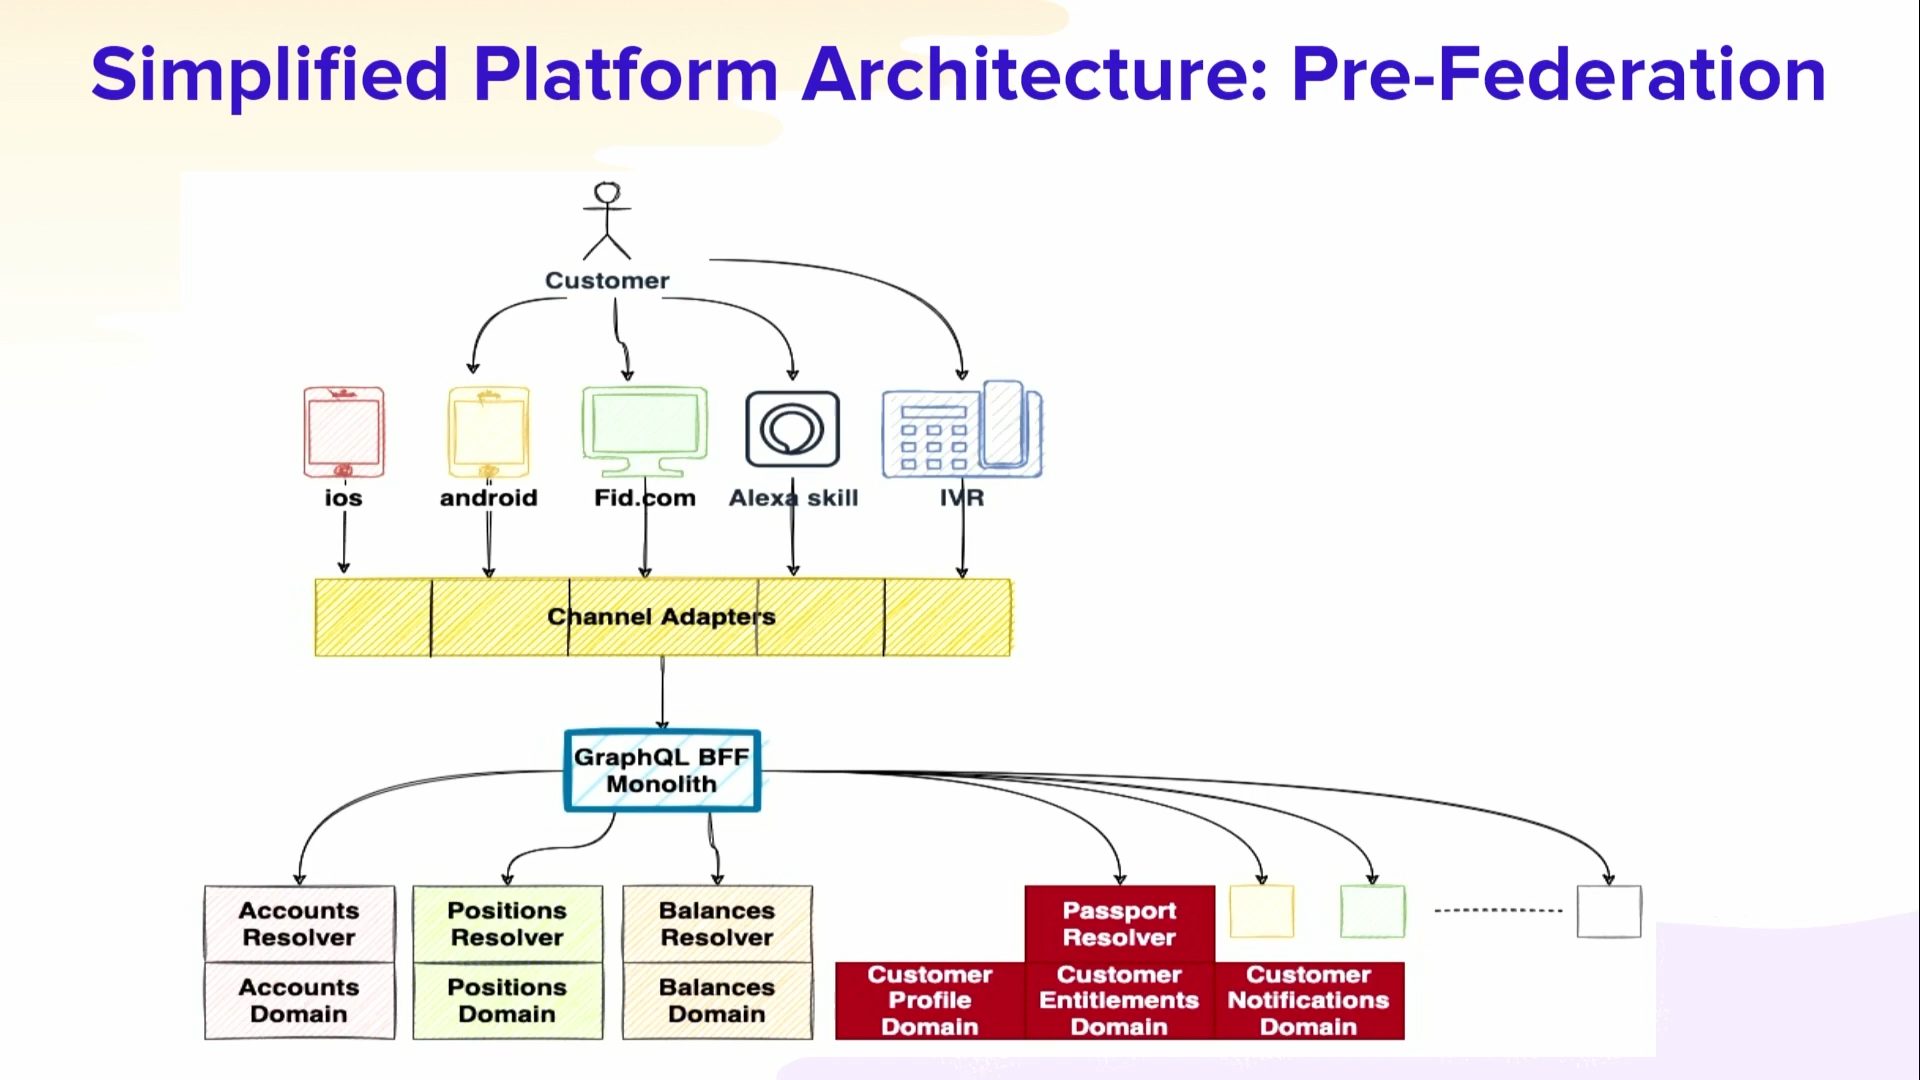 Simplified Platform Architecture: Pre-Federation
Customer
ios
android
Fid.com
Alexa skill
IVR
Channel Adapters
GraphQL BFF
Monolith
Accounts
Resolver
Positions
Resolver
Balances
Resolver
Passport
Resolver
Accounts
Domain
Positions
Domain
Balances
Domain
Customer
Profile
Domain
Customer
Entitlements
Domain
Customer
Notifications
Domain